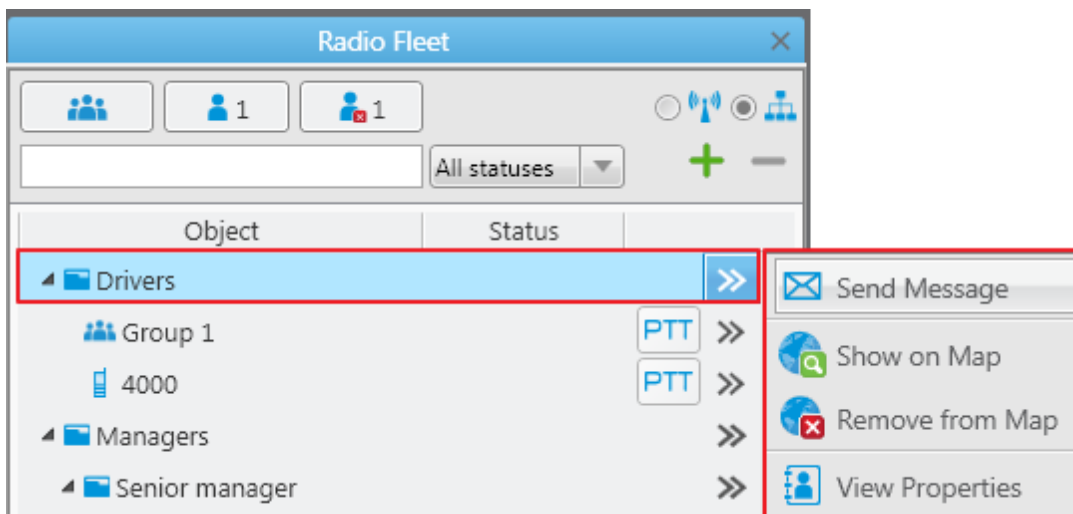 Radio Fleet
1 1
All statuses
Object Status
Drivers
Send Message
Group 1 PTT
Show on Map
4000 PTT
Remove from Map
Managers
Senior manager
View Properties